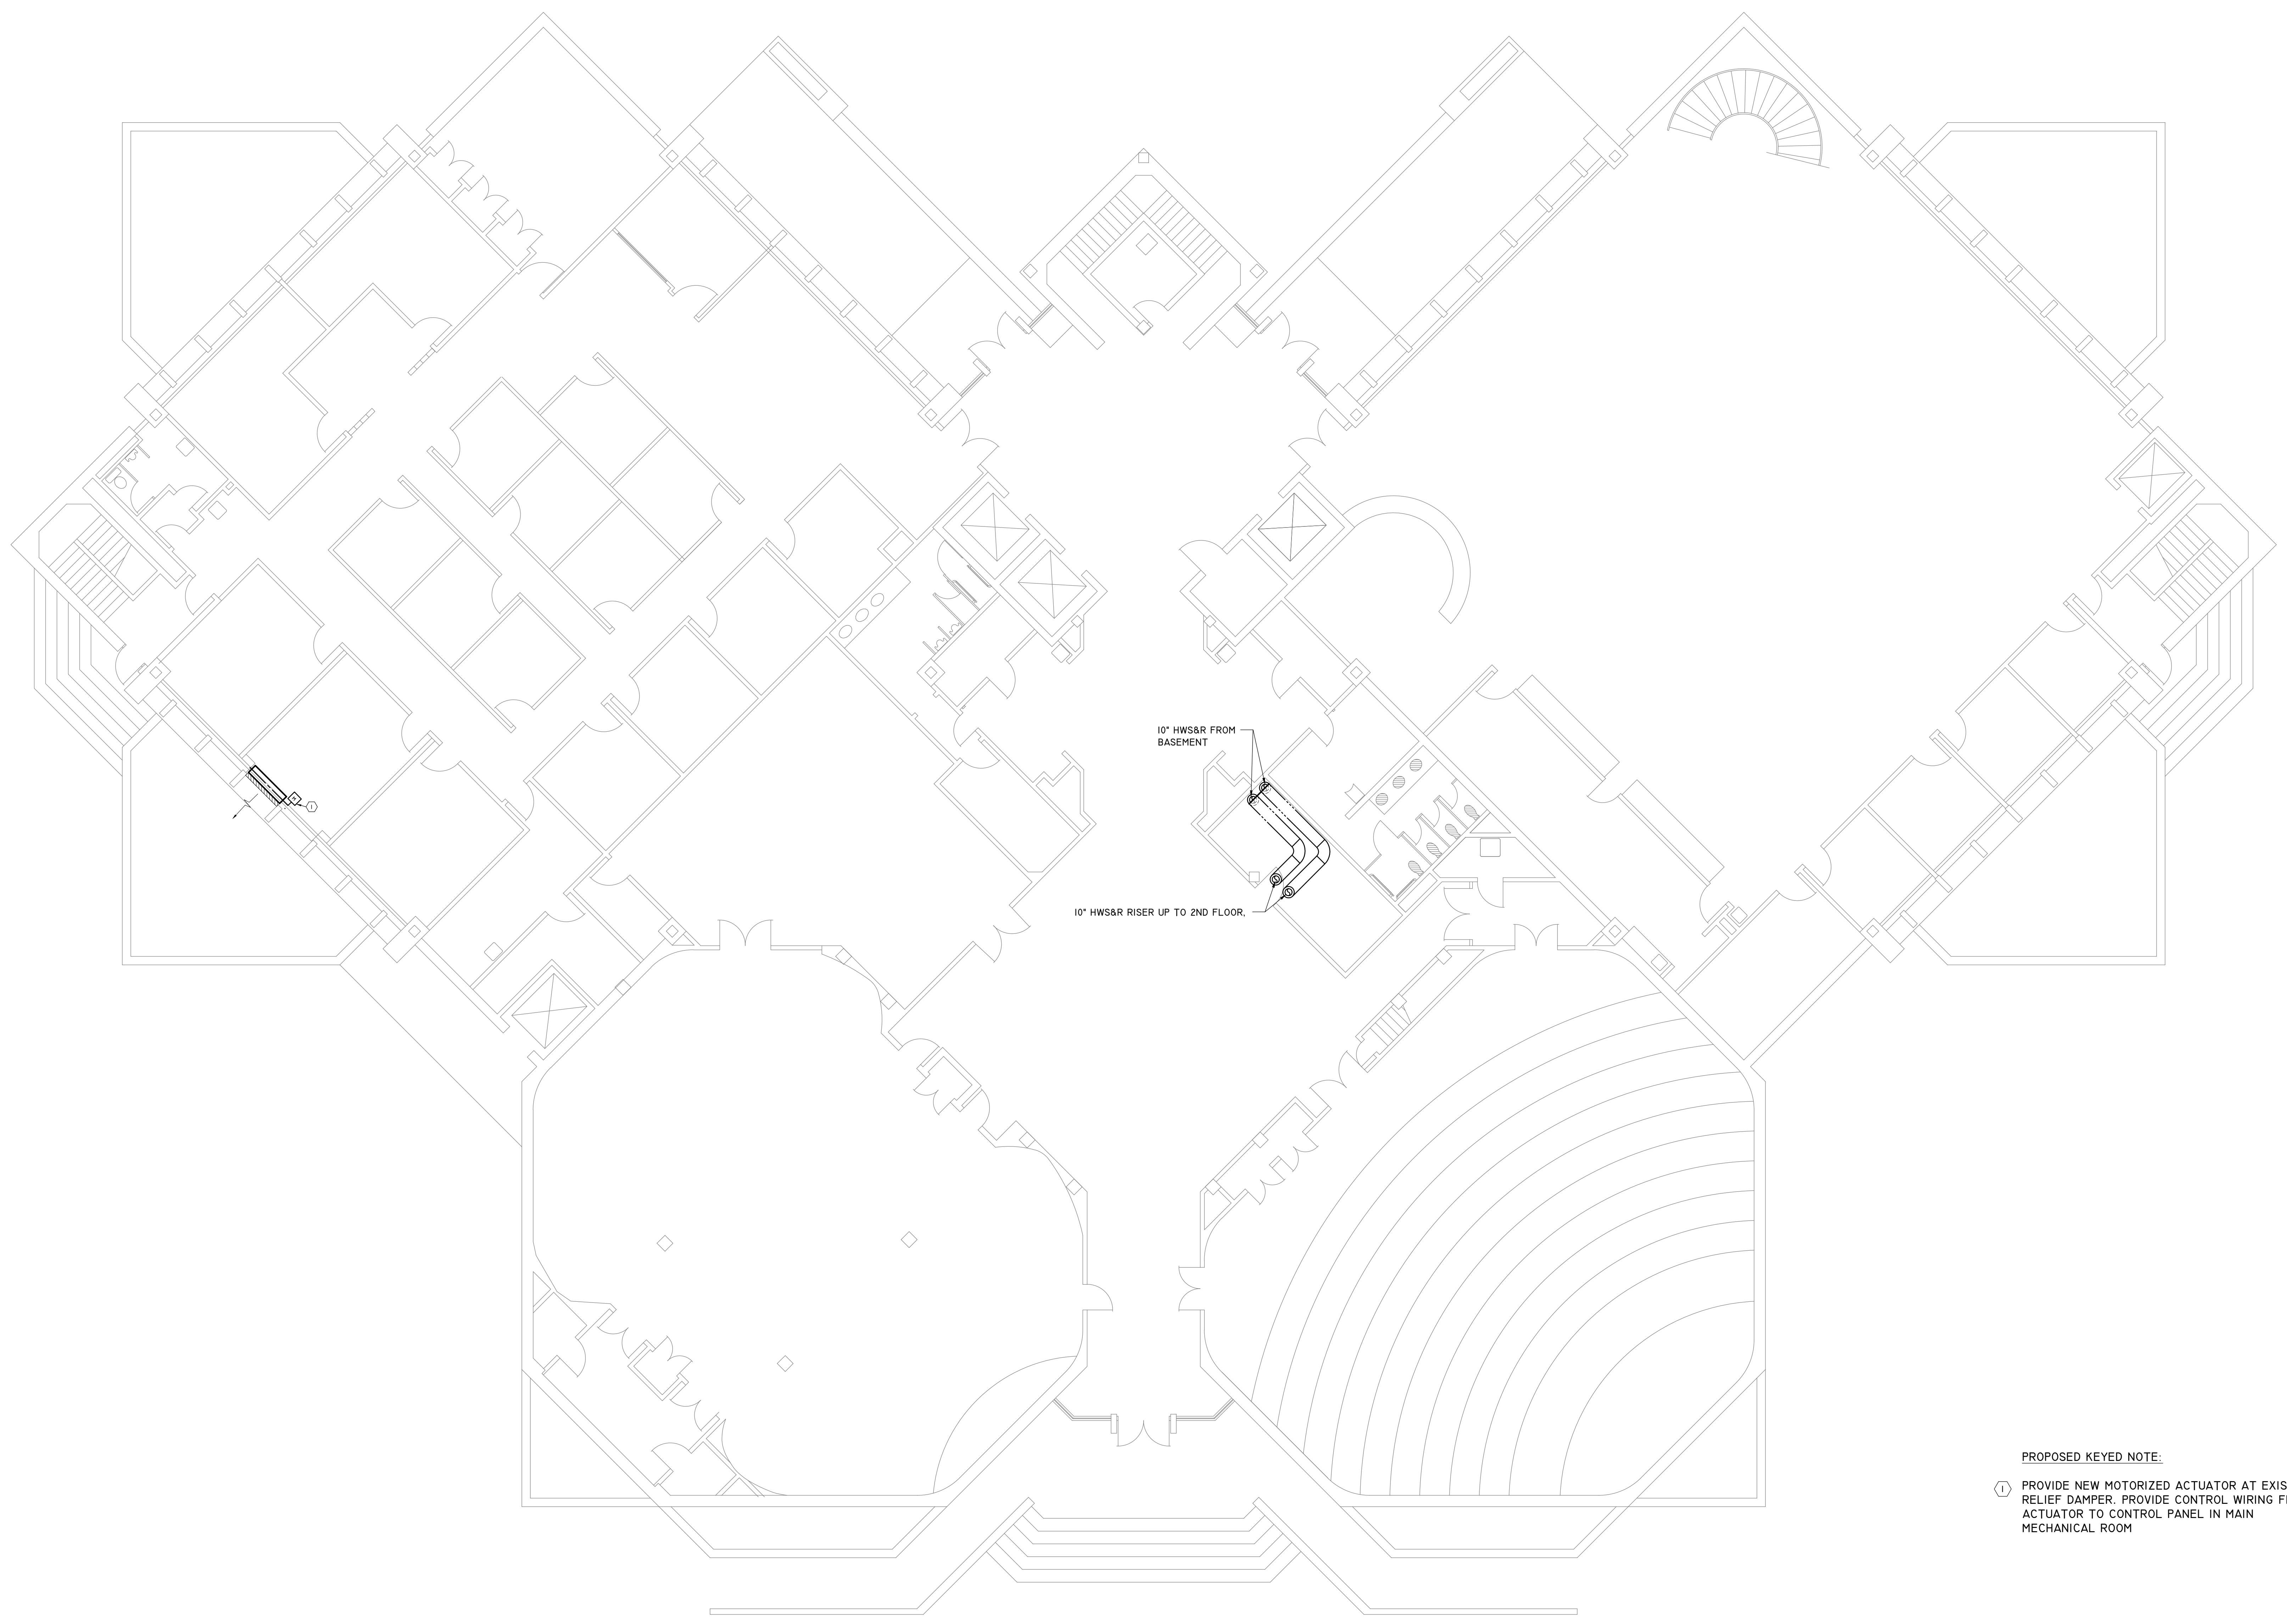 10" HWS&R FROM
BASEMENT
10" HWS&R RISER UP TO 2ND FLOOR,
1
PROPOSED KEYED NOTE:
1 PROVIDE NEW MOTORIZED ACTUATOR AT EXIS
RELIEF DAMPER. PROVIDE CONTROL WIRING F
ACTUATOR TO CONTROL PANEL IN MAIN
MECHANICAL ROOM